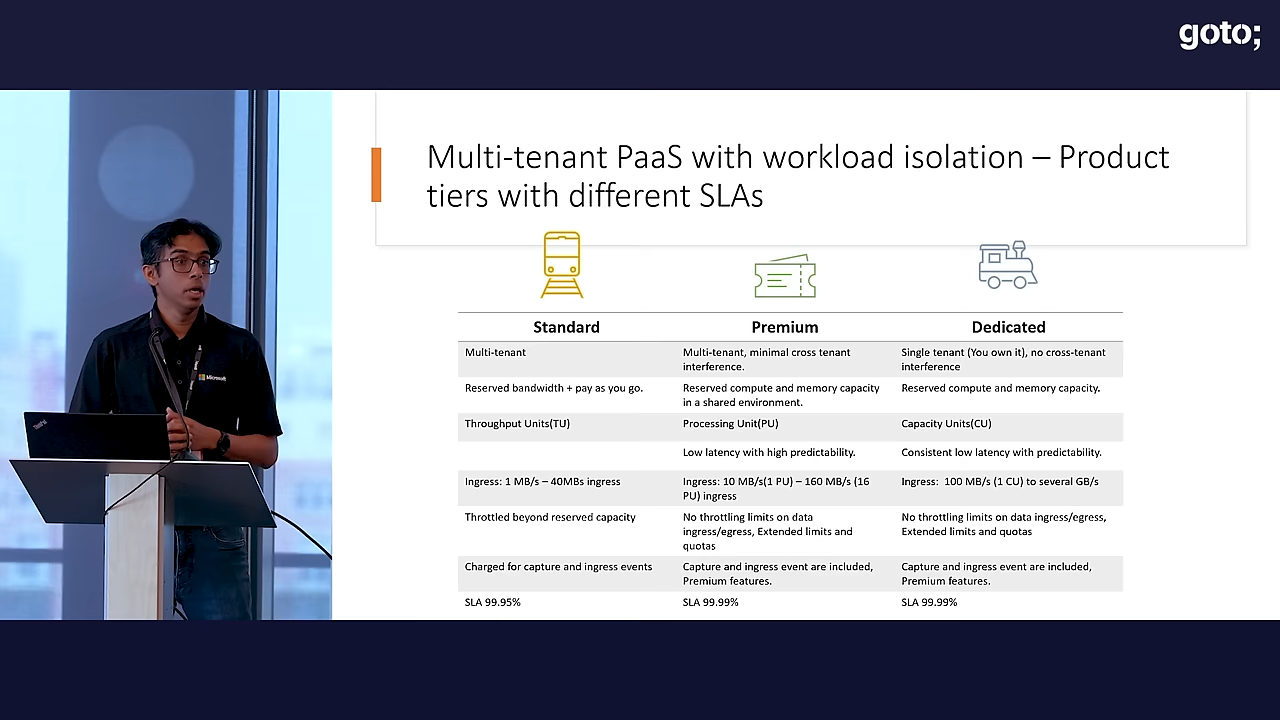 goto;
Multi-tenant PaaS with workload isolation – Product
tiers with different SLAs
Standard
Premium
Dedicated
Multi-tenant
Multi-tenant, minimal cross tenant
interference.
Single tenant (You own it), no cross-tenant
interference
Reserved bandwidth + pay as you go.
Reserved compute and memory capacity
in a shared environment.
Reserved compute and memory capacity.
Throughput Units(TU)
Processing Unit(PU)
Capacity Units(CU)
Low latency with high predictability.
Consistent low latency with predictability.
Ingress: 1 MB/s – 40MBs ingress
Ingress: 10 MB/s(1 PU) – 160 MB/s (16
PU) ingress
Ingress:  100 MB/s (1 CU) to several GB/s
Throttled beyond reserved capacity
No throttling limits on data
ingress/egress, Extended limits and
quotas
No throttling limits on data ingress/egress,
Extended limits and quotas
Charged for capture and ingress events
Capture and ingress event are included,
Premium features.
Capture and ingress event are included,
Premium features.
SLA 99.95%
SLA 99.99%
SLA 99.99%
Microsoft
ThinkPad